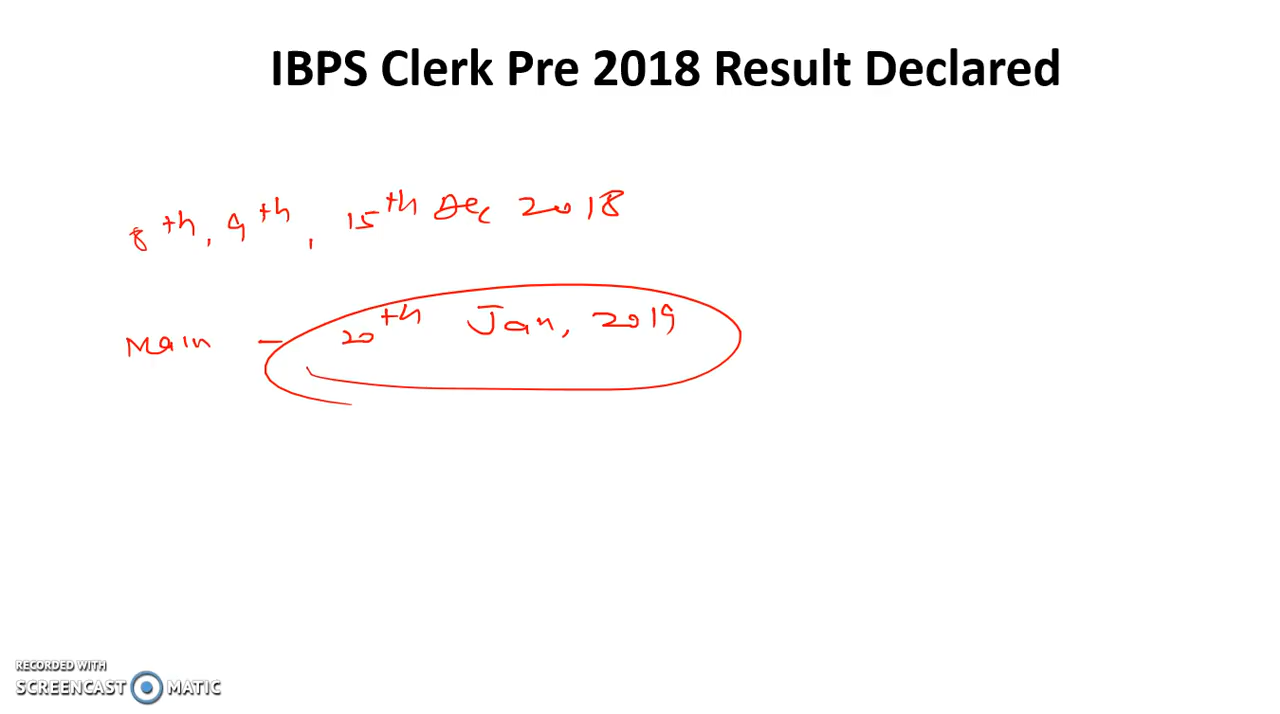 IBPS Clerk Pre 2018 Result Declared
8th, 9th, 15th Dec 2018
Main - 20th Jan, 2019
RECORDED WITH
SCREENCAST MATIC